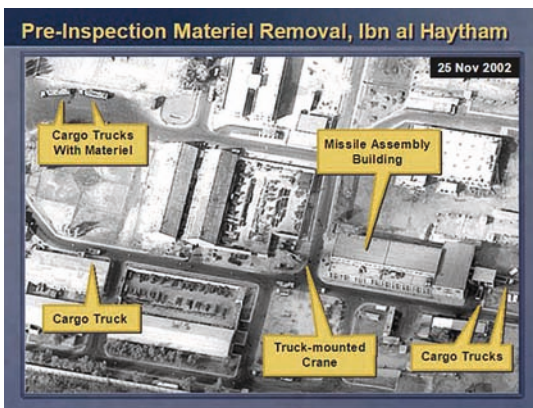 Pre-Inspection Materiel Removal, Ibn al Haytham
25 Nov 2002
Cargo Trucks
With Materiel
Missile Assembly
Building
Cargo Truck
Truck-mounted
Crane
Cargo Trucks